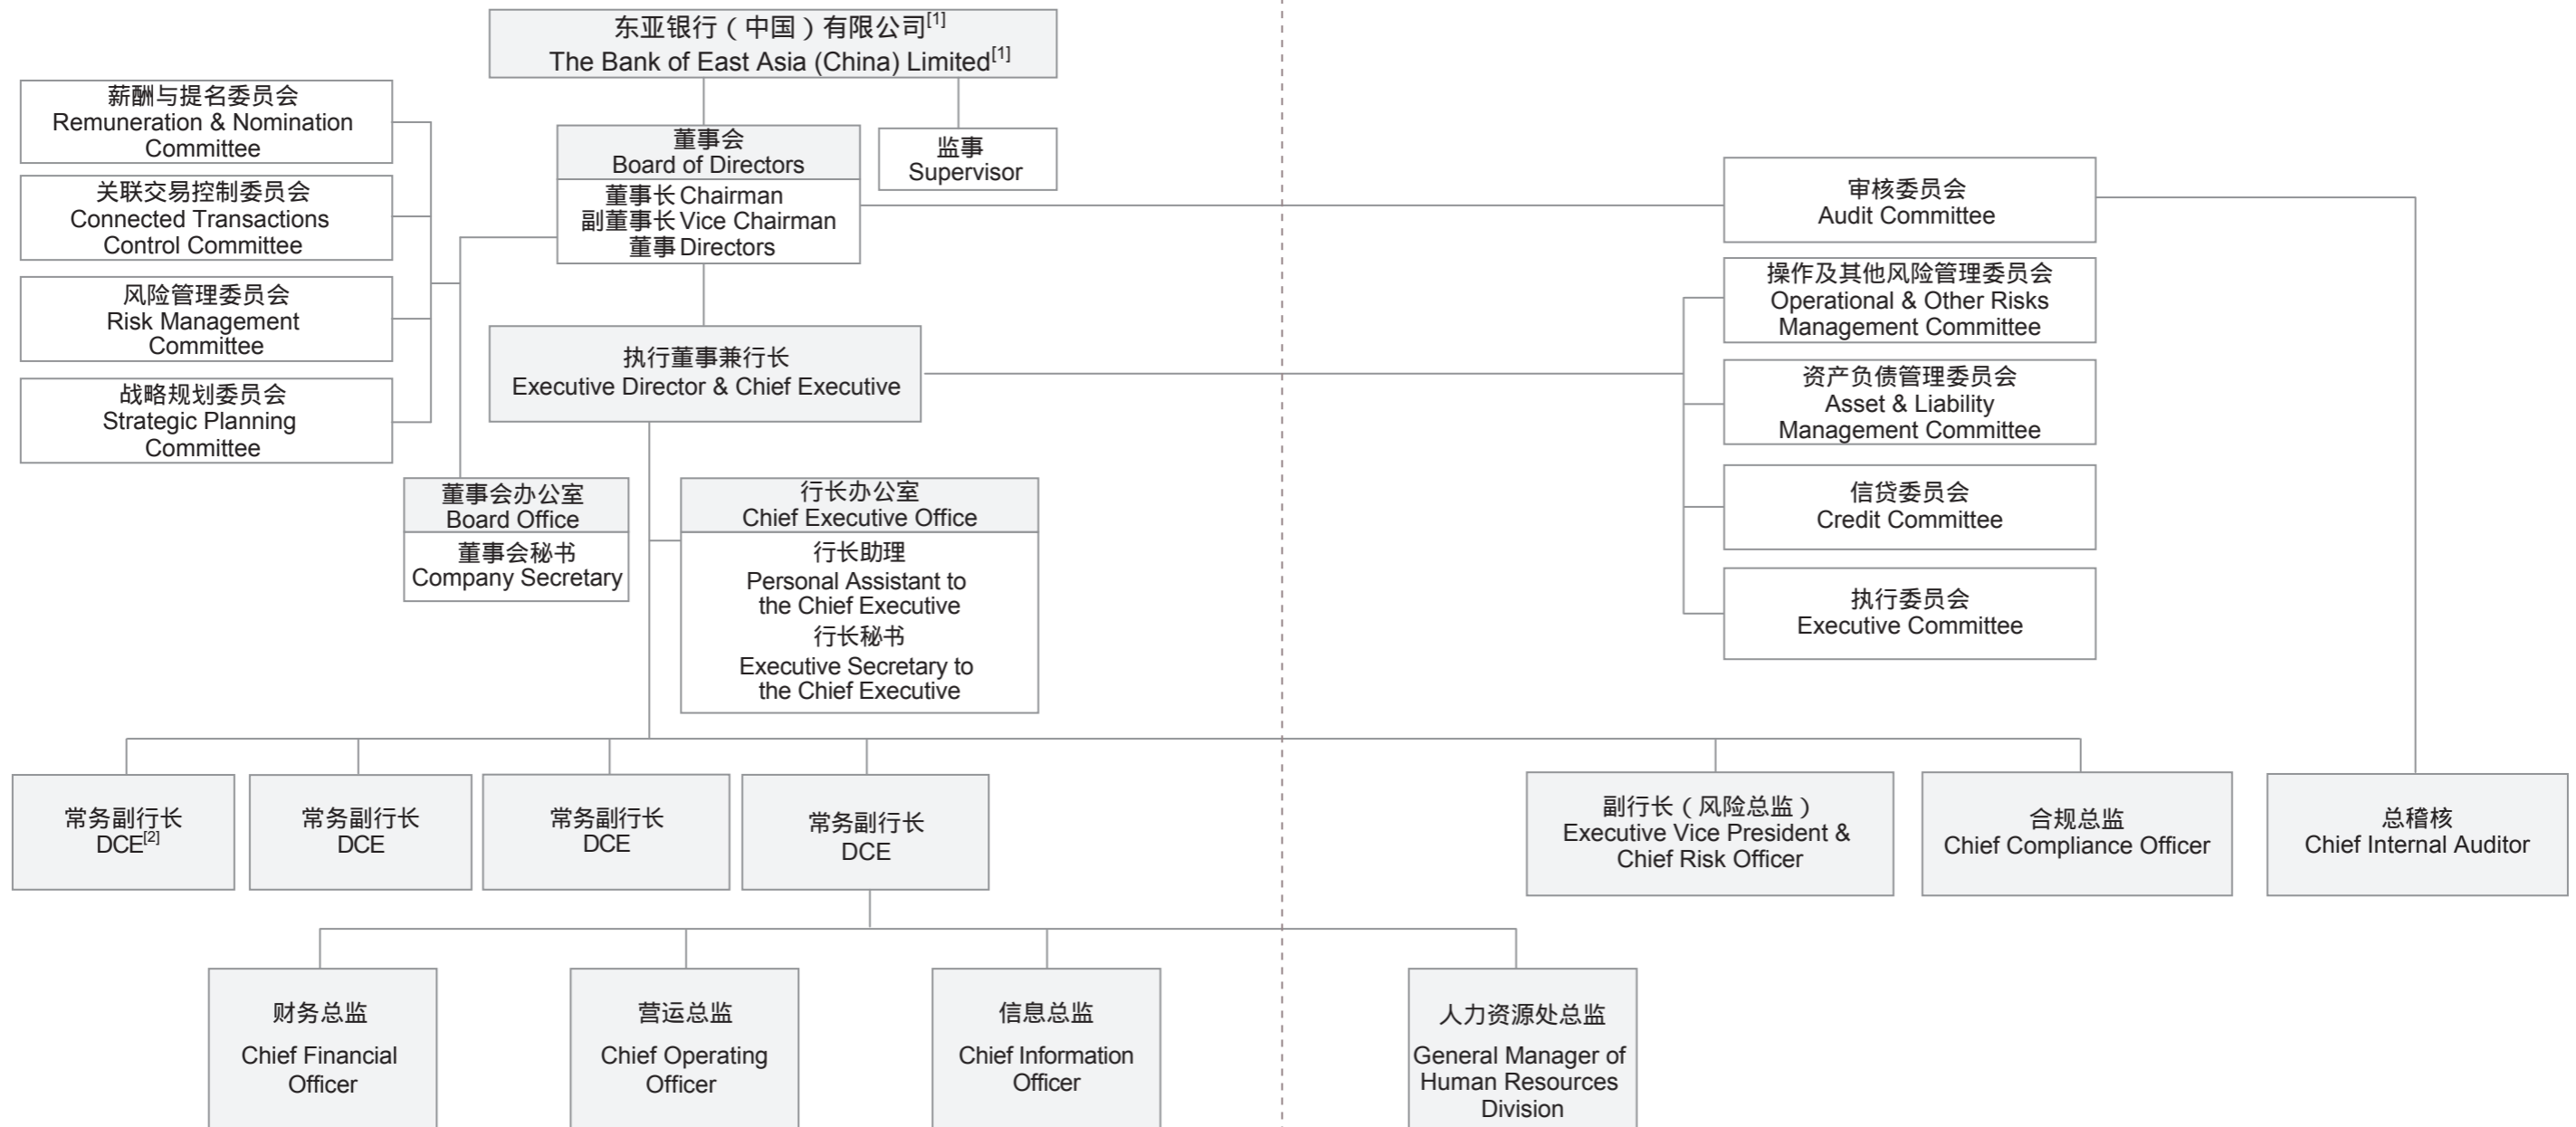 东亚银行（中国）有限公司[1]
The Bank of East Asia (China) Limited[1]
薪酬与提名委员会
Remuneration & Nomination
Committee
关联交易控制委员会
Connected Transactions
Control Committee
风险管理委员会
Risk Management
Committee
战略规划委员会
Strategic Planning
Committee
董事会
Board of Directors
董事长 Chairman
副董事长 Vice Chairman
董事 Directors
监事
Supervisor
审核委员会
Audit Committee
操作及其他风险管理委员会
Operational & Other Risks
Management Committee
资产负债管理委员会
Asset & Liability
Management Committee
信贷委员会
Credit Committee
执行委员会
Executive Committee
执行董事兼行长
Executive Director & Chief Executive
董事会办公室
Board Office
董事会秘书
Company Secretary
行长办公室
Chief Executive Office
行长助理
Personal Assistant to
the Chief Executive
行长秘书
Executive Secretary to
the Chief Executive
常务副行长
DCE[2]
常务副行长
DCE
常务副行长
DCE
常务副行长
DCE
副行长（风险总监）
Executive Vice President &
Chief Risk Officer
合规总监
Chief Compliance Officer
总稽核
Chief Internal Auditor
财务总监
Chief Financial
Officer
营运总监
Chief Operating
Officer
信息总监
Chief Information
Officer
人力资源处总监
General Manager of
Human Resources
Division